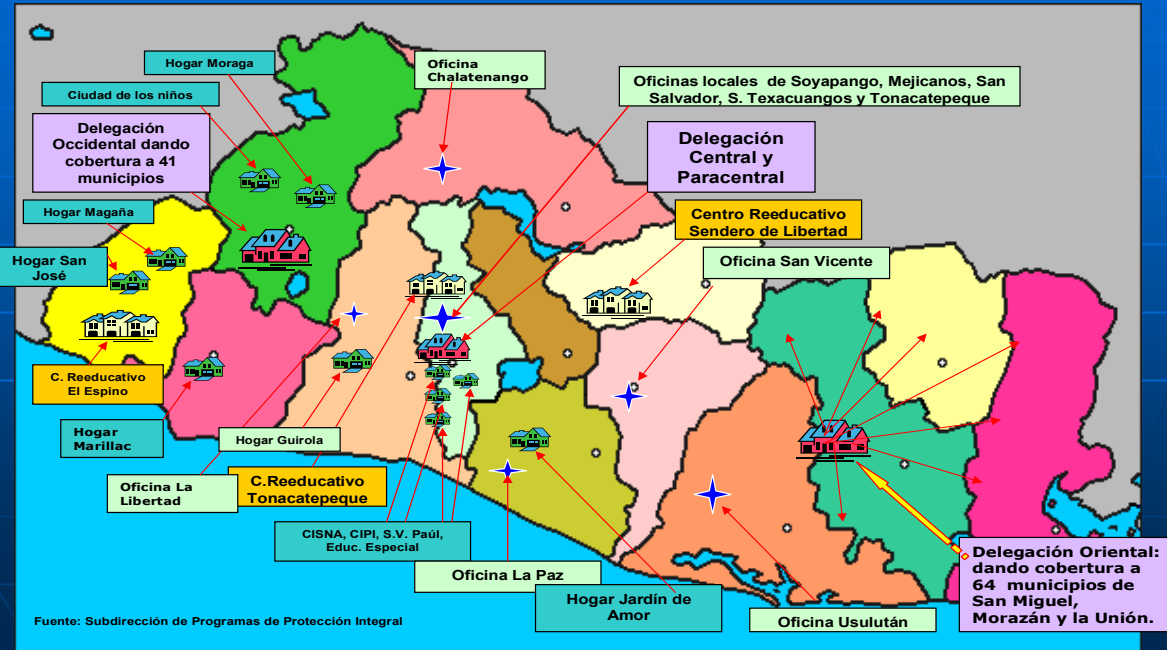 Hogar Moraga
Oficina
Chalatenango
Oficinas locales de Soyapango, Mejicanos, San
Salvador, S. Texacuangos y Tonacatepeque
Ciudad de los niños
Delegación
Occidental dando
cobertura a 41
municipios
Delegación
Central y
Paracentral
Hogar Magaña
Centro Reeducativo
Sendero de Libertad
Hogar San
José
Oficina San Vicente
C. Reeducativo
El Espino
Hogar
Marillac
Hogar Guirola
Oficina La
Libertad
C.Reeducativo
Tonacatepeque
CISNA, CIPI, S.V. Paúl,
Educ. Especial
Oficina La Paz
Hogar Jardín de
Amor
Oficina Usulután
Delegación Oriental:
dando cobertura a
64 municipios de
San Miguel,
Morazán y la Unión.
Fuente: Subdirección de Programas de Protección Integral